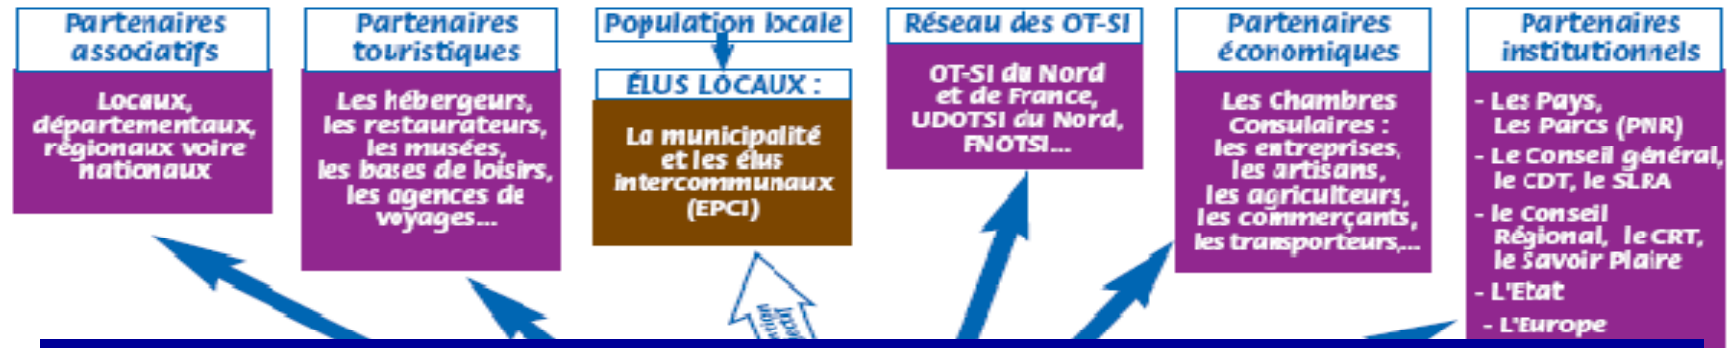 Partenaires
associatifs
Locaux,
départementaux,
régionaux voire
nationaux
Partenaires
touristiques
Les hébergeurs,
les restaurateurs,
les musées,
les bases de loisirs,
les agences de
voyages...
Population locale
ÉLUS LOCAUX :
La municipalité
et les élus
intercommunaux
(EPCI)
Réseau des OT-SI
OT-SI du Nord
et de France,
UDOTSI du Nord,
FNOTSI...
Partenaires
économiques
Les Chambres
Consulaires :
les entreprises,
les artisans,
les agriculteurs,
les commerçants,
les transporteurs,...
Partenaires
institutionnels
- Les Pays,
Les Parcs (PNR)
- Le Conseil général,
le CDT, le SLRA
- le Conseil
Régional, le CRT,
le Savoir Plaire
- L'Etat
- L'Europe